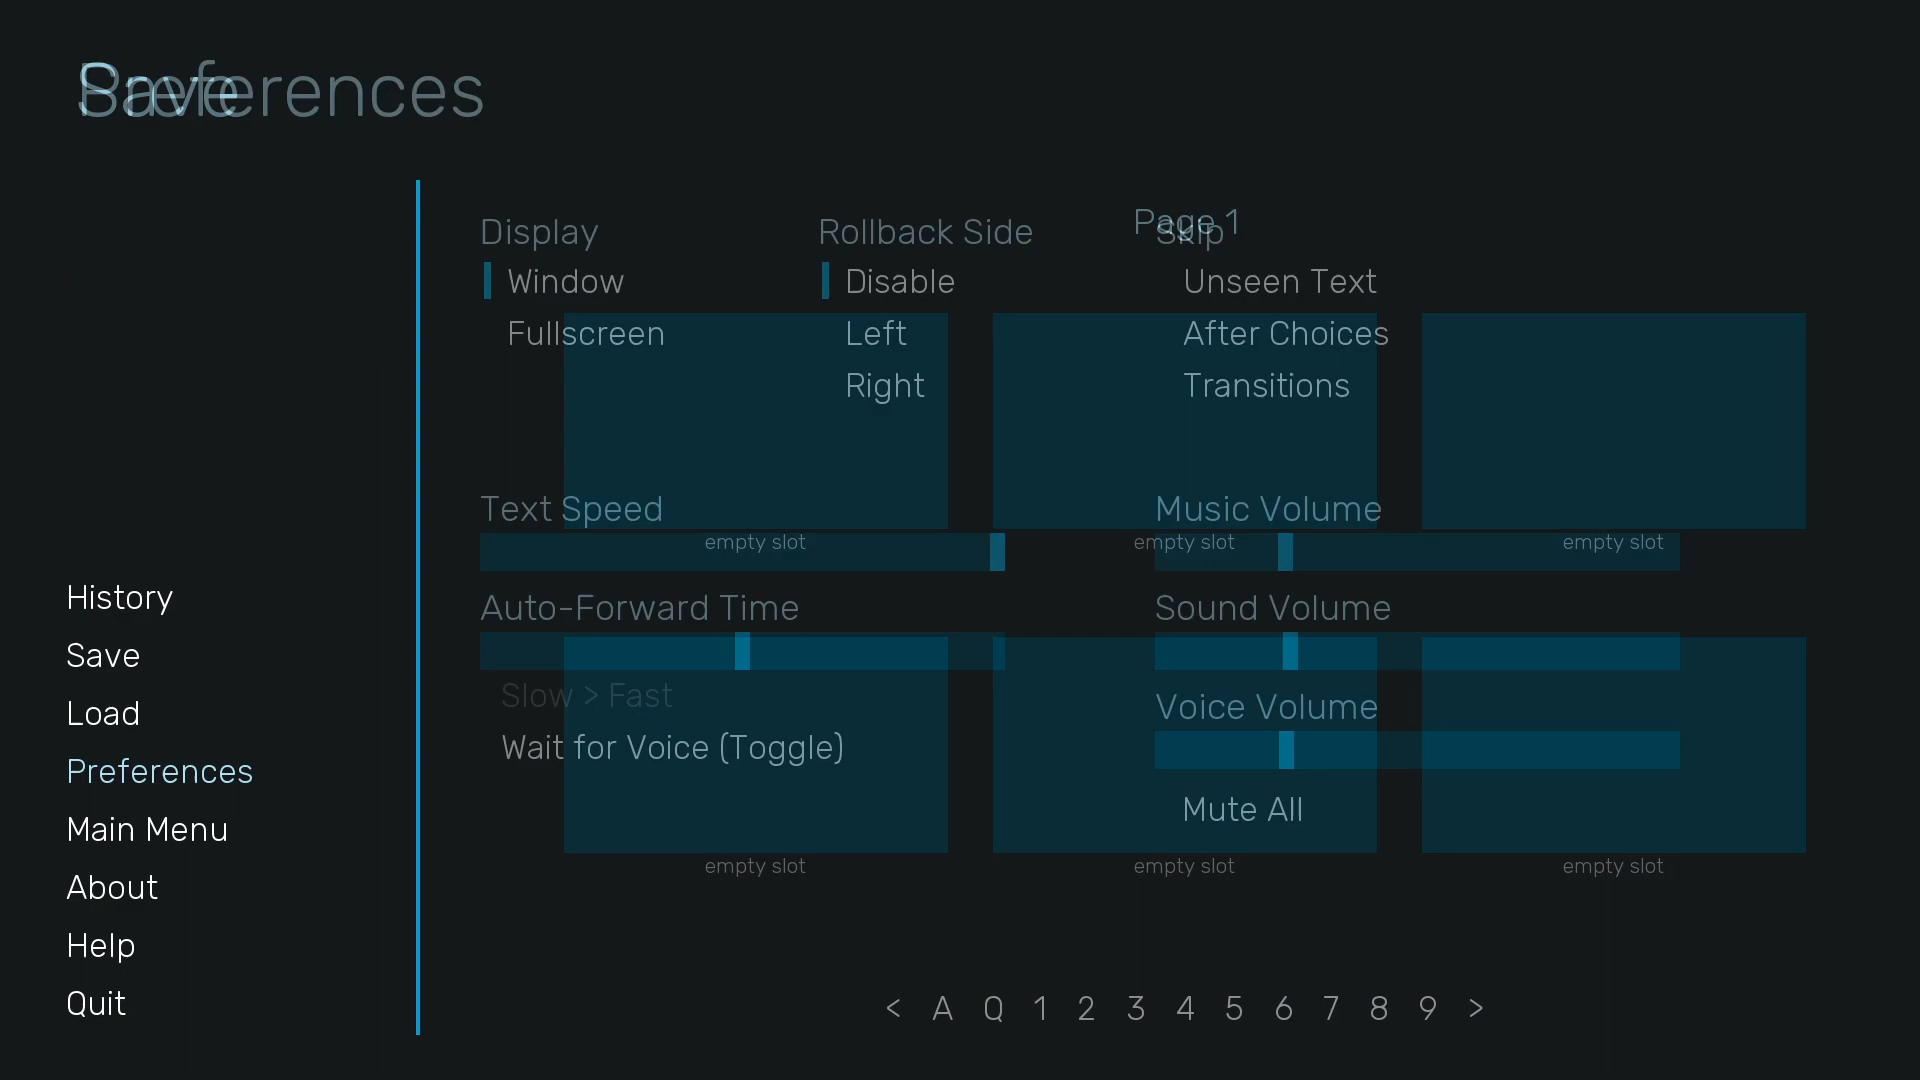 Save
Preferences
Page 1
Display
Window
Fullscreen
Rollback Side
Disable
Left
Right
Skip
Unseen Text
After Choices
Transitions
Text Speed
Music Volume
empty slot empty slot empty slot
Auto-Forward Time
Sound Volume
Slow > Fast
Wait for Voice (Toggle)
Voice Volume
Mute All
empty slot empty slot empty slot
< A Q 1 2 3 4 5 6 7 8 9 >
History
Save
Load
Preferences
Main Menu
About
Help
Quit